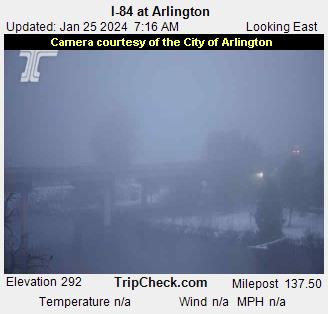 I-84 at Arlington
Updated: Jan 25 2024 7:16 AM Looking East
Camera courtesy of the City of Arlington
Elevation 292 TripCheck.com Milepost 137.50
Temperature n/a Wind n/a MPH n/a